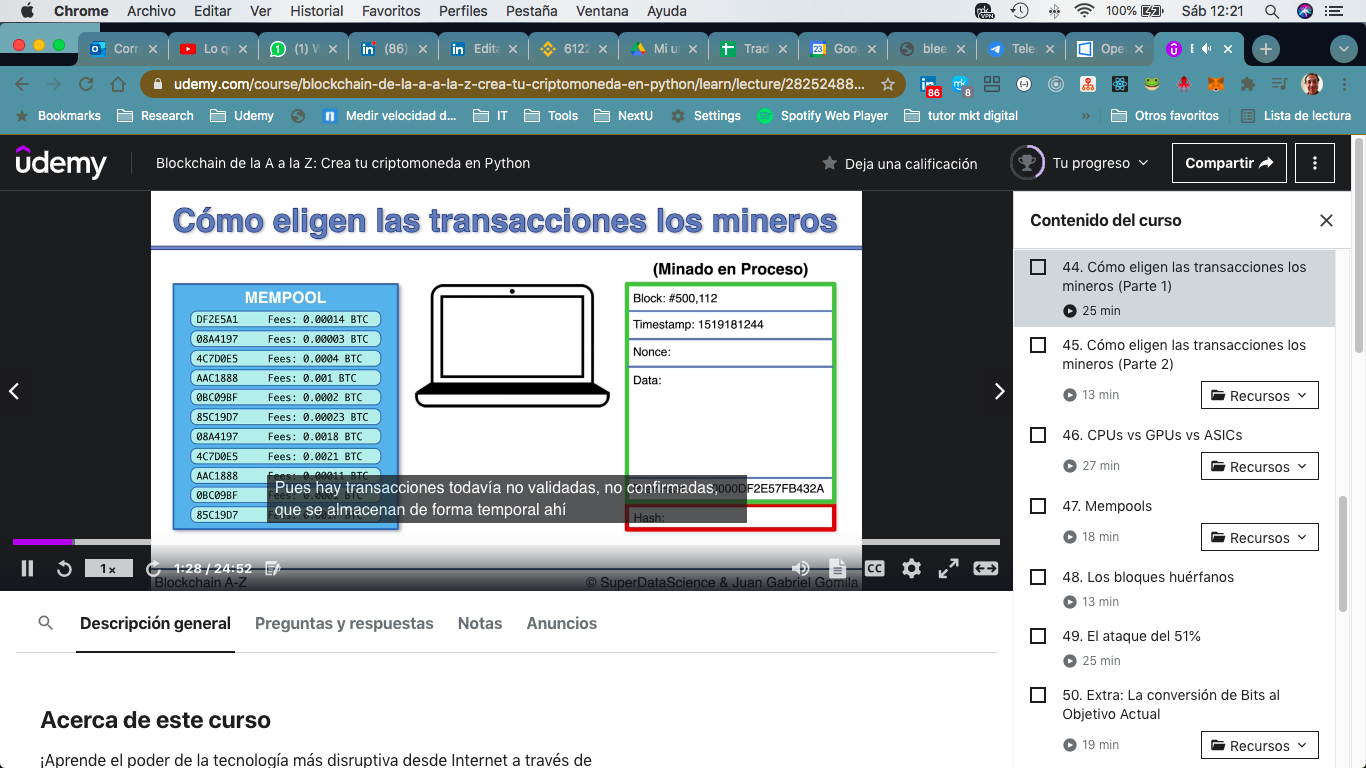 Chrome Archivo Editar Ver Historial Favoritos Perfiles Pestaña Ventana Ayuda
100% Sáb 12:21
Corr Lo q (1) W (86) Edita 6122 Mi u Trad Goo blee Tele Ope
udemy.com/course/blockchain-de-la-a-a-la-z-crea-tu-criptomoneda-en-python/learn/lecture/28252488...
86 8
Bookmarks Research Udemy Medir velocidad d... IT Tools NextU Settings Spotify Web Player tutor mkt digital » Otros favoritos Lista de lectura
ûdemy Blockchain de la A a la Z: Crea tu criptomoneda en Python Deja una calificación Tu progreso Compartir
Cómo eligen las transacciones los mineros
MEMPOOL
DF2E5A1 Fees: 0.00014 BTC
08A4197 Fees: 0.00003 BTC
4C7D0E5 Fees: 0.0004 BTC
AAC1888 Fees: 0.001 BTC
0BC09BF Fees: 0.0002 BTC
85C19D7 Fees: 0.00023 BTC
08A4197 Fees: 0.0018 BTC
4C7D0E5 Fees: 0.0021 BTC
AAC1888 Fees: 0.00011 BTC
0BC09BF
85C19D7
(Minado en Proceso)
Block: #500,112
Timestamp: 1519181244
Nonce:
Data:
0000DF2E57FB432A
Hash:
Pues hay transacciones todavía no validadas, no confirmadas,
que se almacenan de forma temporal ahí
1x 1:28 / 24:52 CC
Blockchain A-Z © SuperDataScience & Juan Gabriel Gomila
Contenido del curso
44. Cómo eligen las transacciones los
mineros (Parte 1)
25 min
45. Cómo eligen las transacciones los
mineros (Parte 2)
13 min Recursos
46. CPUs vs GPUs vs ASICs
27 min Recursos
47. Mempools
18 min Recursos
48. Los bloques huérfanos
13 min
49. El ataque del 51%
25 min
50. Extra: La conversión de Bits al
Objetivo Actual
19 min Recursos
Descripción general Preguntas y respuestas Notas Anuncios
Acerca de este curso
¡Aprende el poder de la tecnología más disruptiva desde Internet a través de